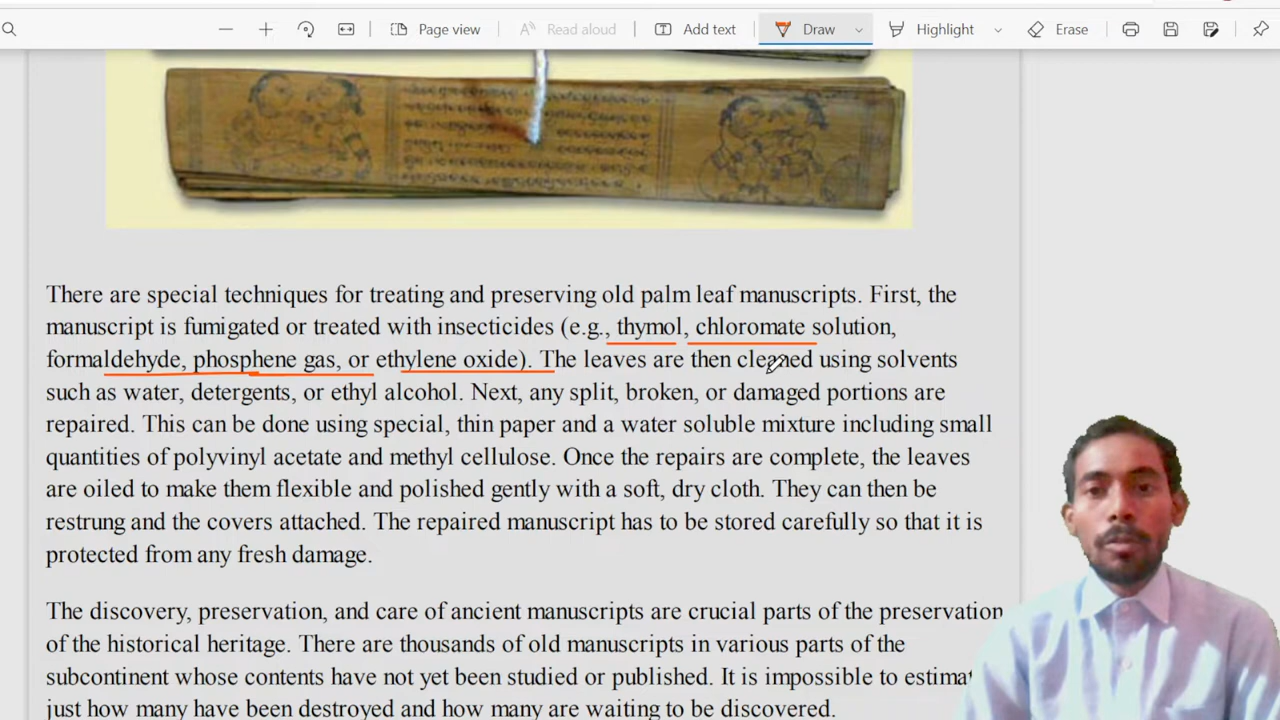 Page view
Read aloud
Add text
Draw
Highlight
Erase
There are special techniques for treating and preserving old palm leaf manuscripts. First, the
manuscript is fumigated or treated with insecticides (e.g., thymol, chloromate solution,
formaldehyde, phosphene gas, or ethylene oxide). The leaves are then cleaned using solvents
such as water, detergents, or ethyl alcohol. Next, any split, broken, or damaged portions are
repaired. This can be done using special, thin paper and a water soluble mixture including small
quantities of polyvinyl acetate and methyl cellulose. Once the repairs are complete, the leaves
are oiled to make them flexible and polished gently with a soft, dry cloth. They can then be
restrung and the covers attached. The repaired manuscript has to be stored carefully so that it is
protected from any fresh damage.
The discovery, preservation, and care of ancient manuscripts are crucial parts of the preservation
of the historical heritage. There are thousands of old manuscripts in various parts of the
subcontinent whose contents have not yet been studied or published. It is impossible to estimat
just how many have been destroyed and how many are waiting to be discovered.